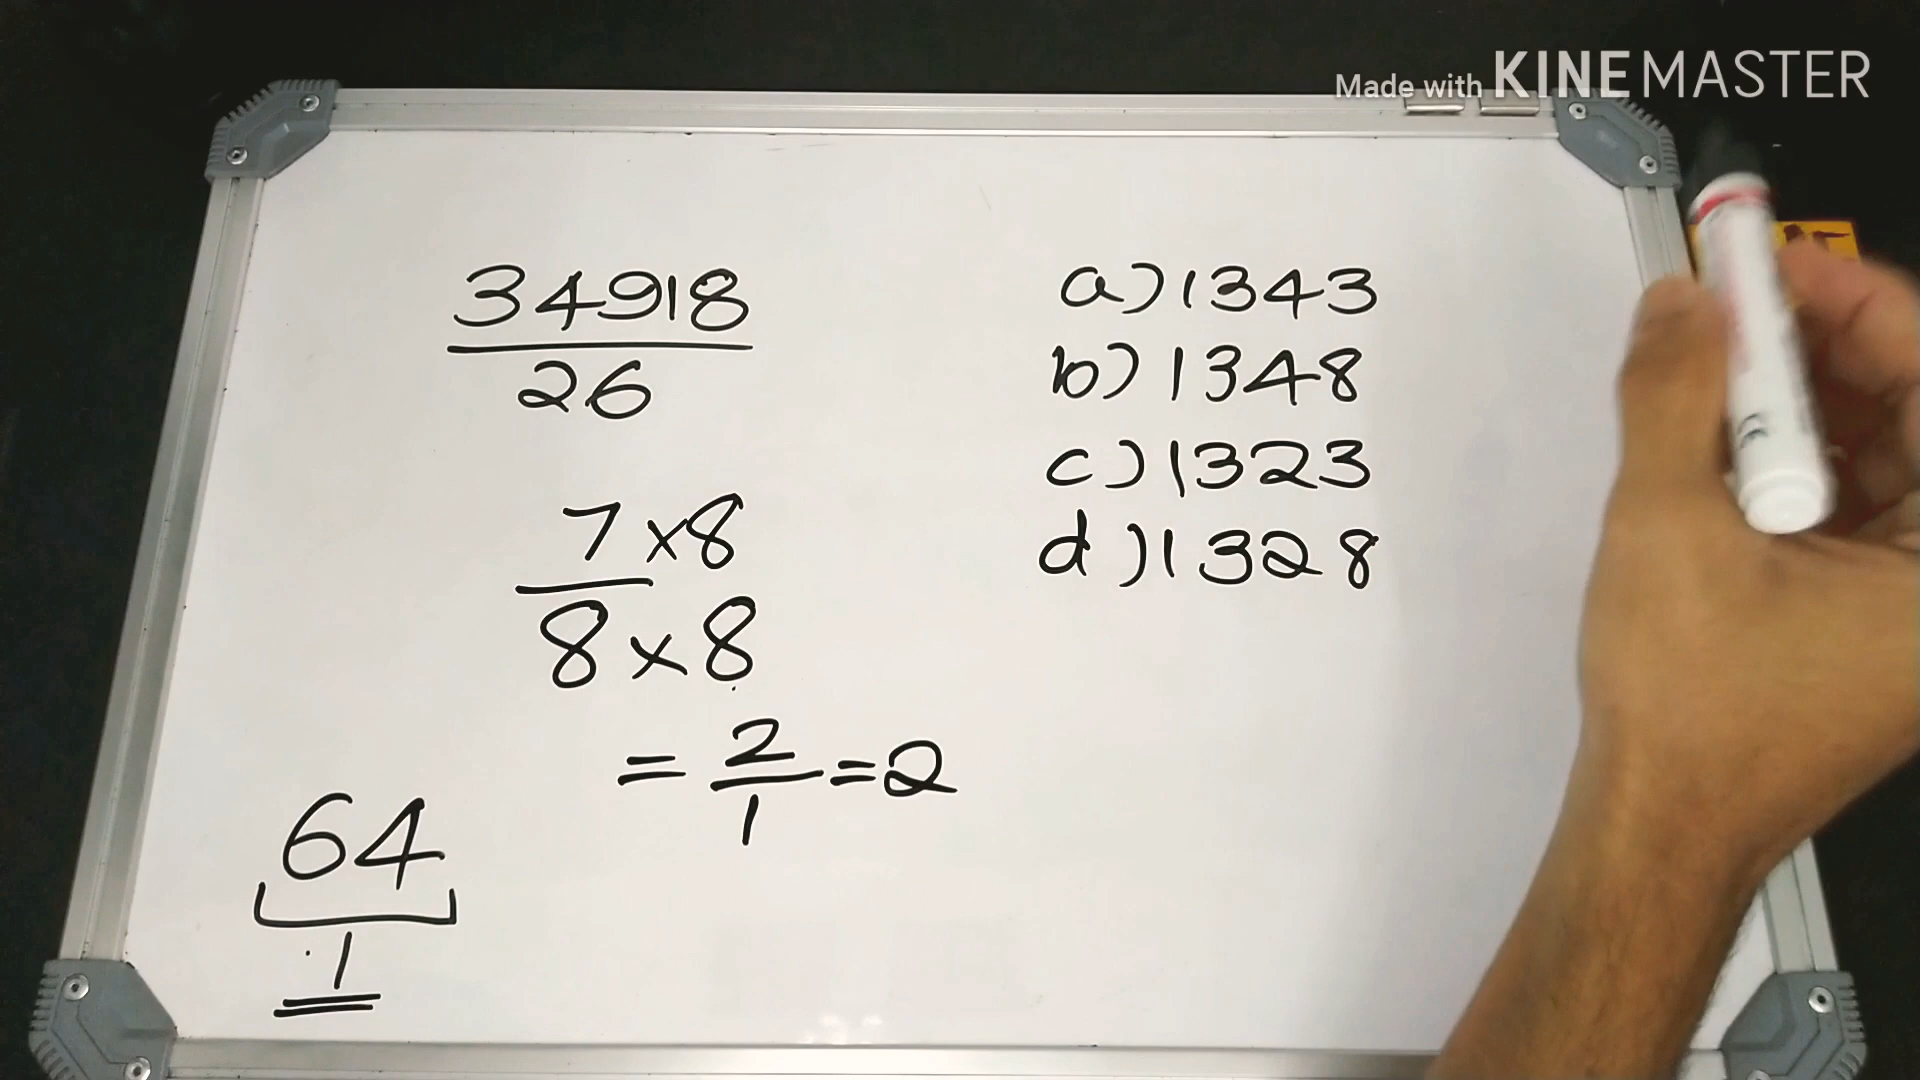 Made with KINEMASTER
34918
26
7 x 8
8 x 8
= 2/1 = 2
64
1
a) 1343
b) 1348
c) 1323
d) 1328